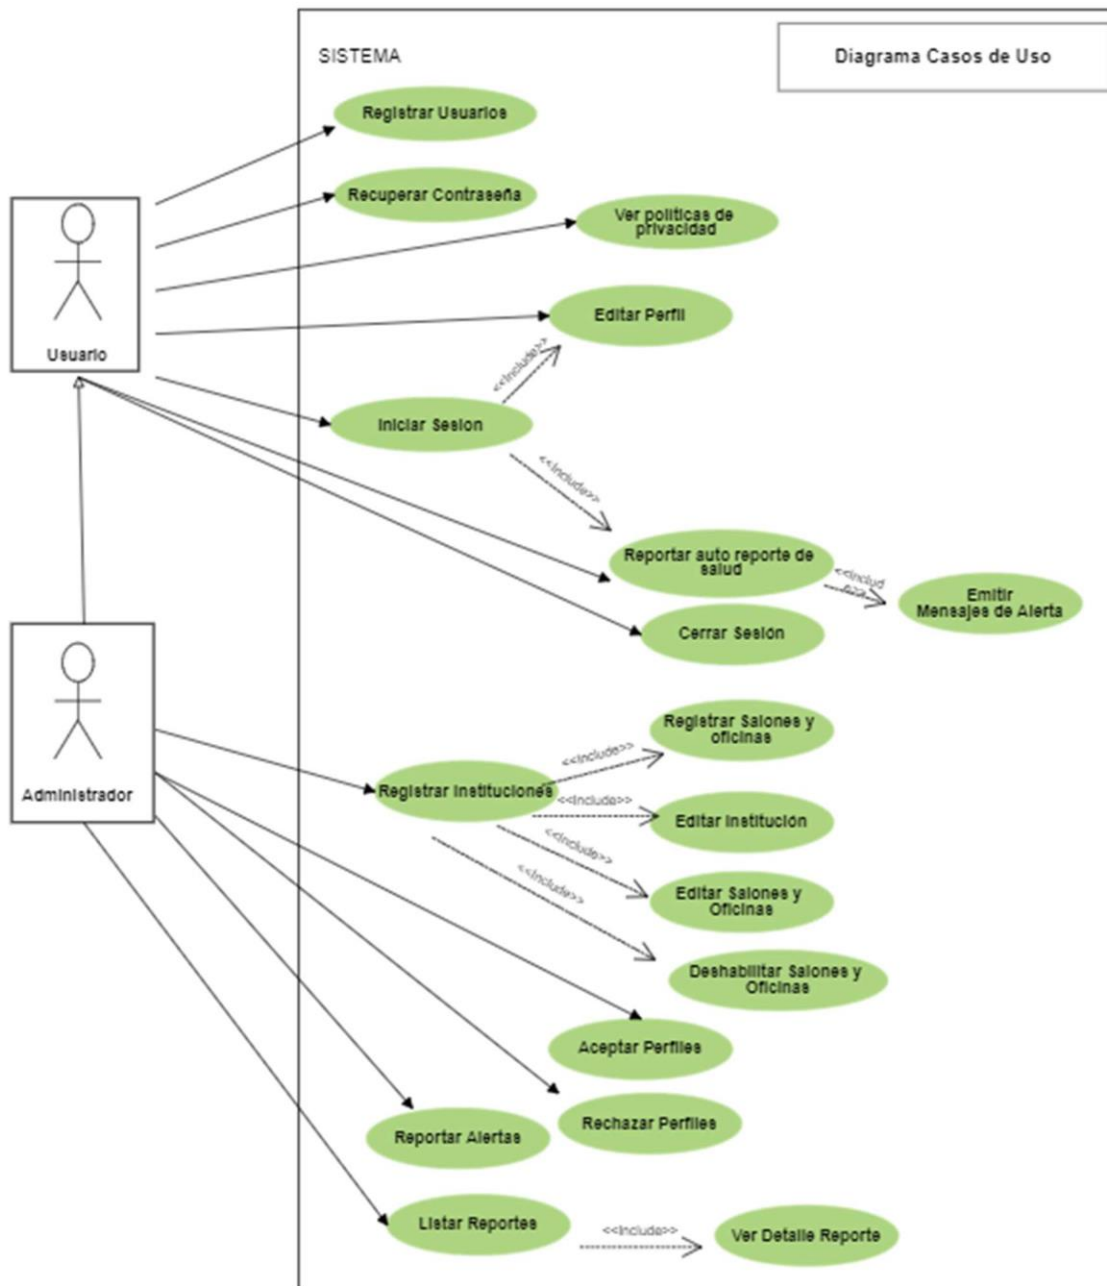 SISTEMA
Diagrama Casos de Uso
Registrar Usuarios
Recuperar Contraseña
Ver políticas de
privacidad
Editar Perfil
Usuario
<<Include>>
Iniciar Sesion
<<Include>>
Reportar auto reporte de
salud
<<Includ
e>>
Emitir
Mensajes de Alerta
Cerrar Sesión
Administrador
Registrar Salones y
oficinas
<<Include>>
Registrar Instituciones
<<Include>>
Editar Institución
<<Include>>
Editar Salones y
Oficinas
<<Include>>
Deshabilitar Salones y
Oficinas
Aceptar Perfiles
Rechazar Perfiles
Reportar Alertas
Listar Reportes
<<Include>>
Ver Detalle Reporte